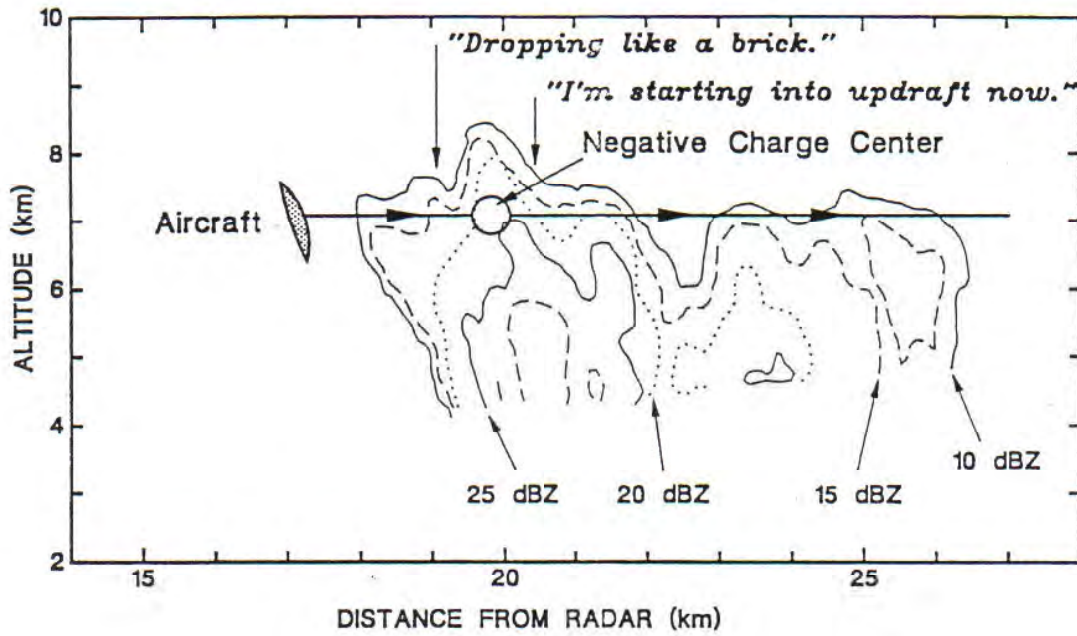 10
"Dropping like a brick."
"I'm starting into updraft now."
8
Negative Charge Center
Aircraft
ALTITUDE (km)
6
4
25 dBZ
20 dBZ
15 dBZ
10 dBZ
2
15
20
25
DISTANCE FROM RADAR (km)